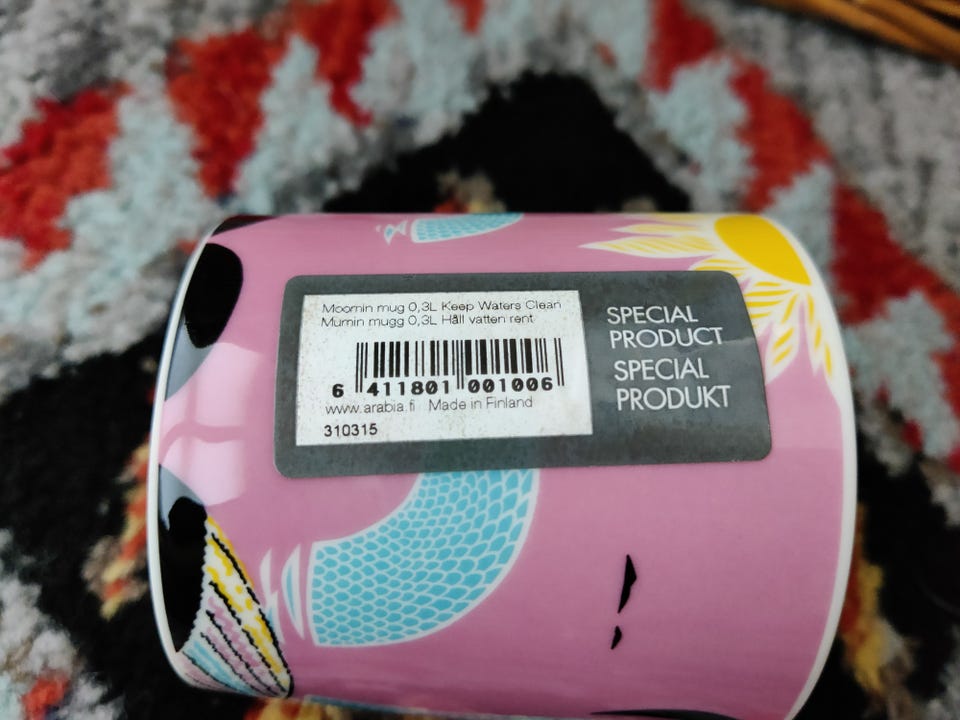 Moomin mug 0,3L Keep Waters Clean
Mumin mugg 0,3L Håll vatten rent
6 411801 001006
www.arabia.fi Made in Finland
310315
SPECIAL
PRODUCT
SPECIAL
PRODUKT